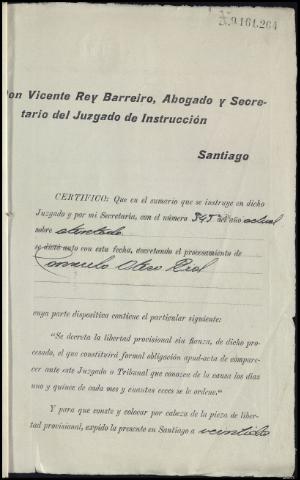 A.9161,264
Don Vicente Rey Barreiro, Abogado y Secre-
tario del Juzgado de Instrucción
Santiago
CERTIFICO: Que en el sumario que se instruye en dicho
Juzgado y por mi Secretaría, con el número 345 del año actual
sobre atentado
se dictó auto con esta fecha, decretando el procesamiento de
Consuelo Otero Rial
cuya parte dispositiva contiene el particular siguiente:
"Se decreta la libertad provisional sin fianza, de dicho pro-
cesado, el que constituirá formal obligación apud-acta de compare-
cer ante este Juzgado o Tribunal que conozca de la causa los días
uno y quince de cada mes y cuantas veces se le ordene."
Y para que conste y colocar por cabeza de la pieza de liber-
tad provisional, expido la presente en Santiago a veintiocho